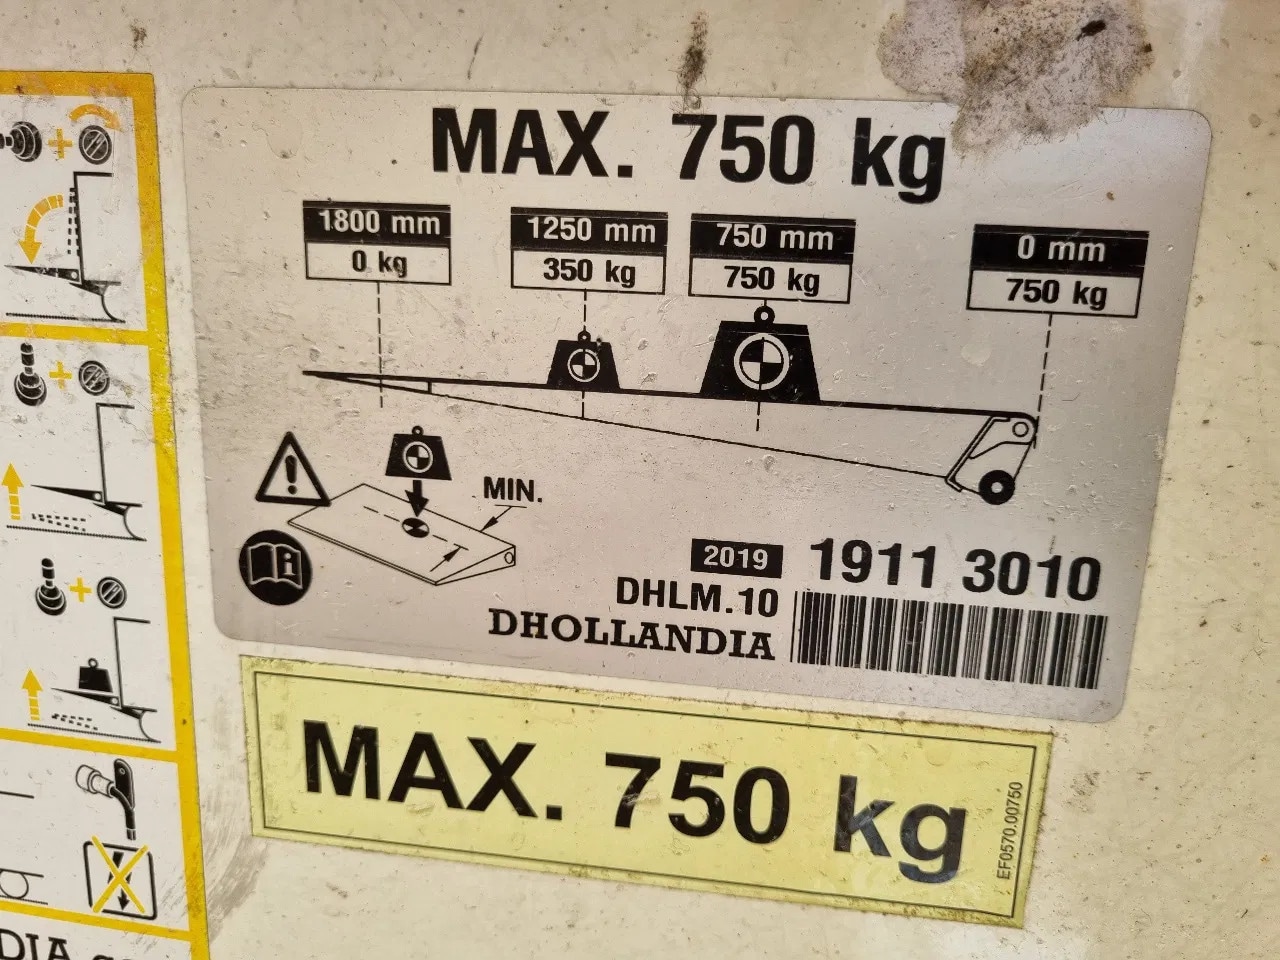 MAX. 750 kg
1800 mm
0 kg
1250 mm
350 kg
750 mm
750 kg
0 mm
750 kg
MIN.
2019 1911 3010
DHLM.10
DHOLLANDIA
MAX. 750 kg
EF0570.00750
DIA